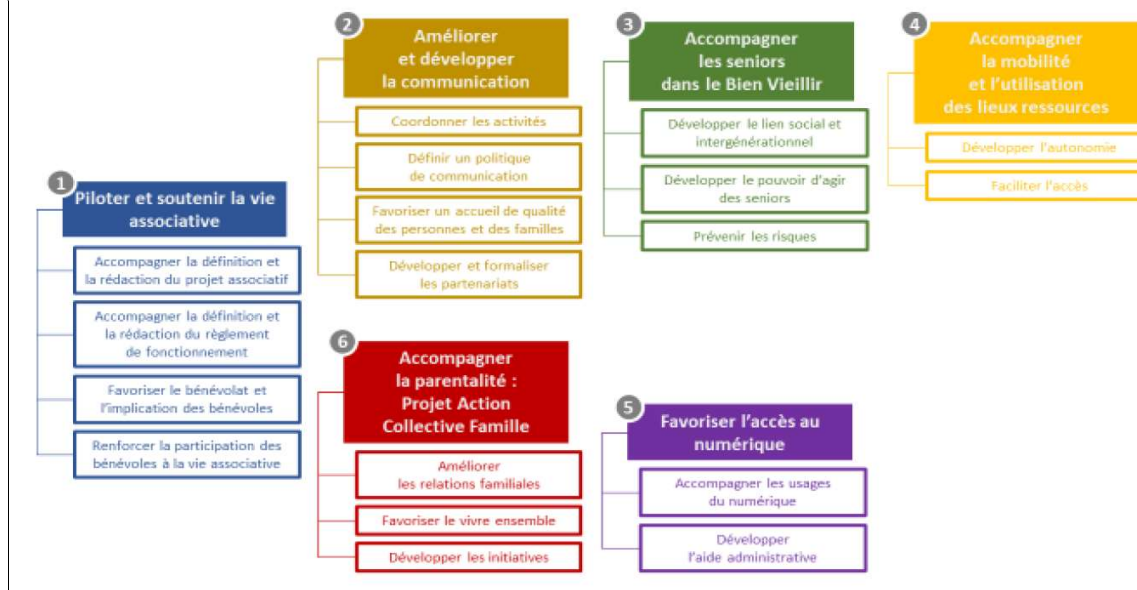 1
Piloter et soutenir la vie
associative
Accompagner la définition et
la rédaction du projet associatif
Accompagner la définition et
la rédaction du règlement
de fonctionnement
Favoriser le bénévolat et
l'implication des bénévoles
Renforcer la participation des
bénévoles à la vie associative
2
Améliorer
et développer
la communication
Coordonner les activités
Définir un politique
de communication
Favoriser un accueil de qualité
des personnes et des familles
Développer et formaliser
les partenariats
3
Accompagner
les seniors
dans le Bien Vieillir
Développer le lien social et
intergénérationnel
Développer le pouvoir d'agir
des seniors
Prévenir les risques
4
Accompagner
la mobilité
et l'utilisation
des lieux ressources
Développer l'autonomie
Faciliter l'accès
6
Accompagner
la parentalité :
Projet Action
Collective Famille
Améliorer
les relations familiales
Favoriser le vivre ensemble
Développer les initiatives
5
Favoriser l'accès au
numérique
Accompagner les usages
du numérique
Développer
l'aide administrative